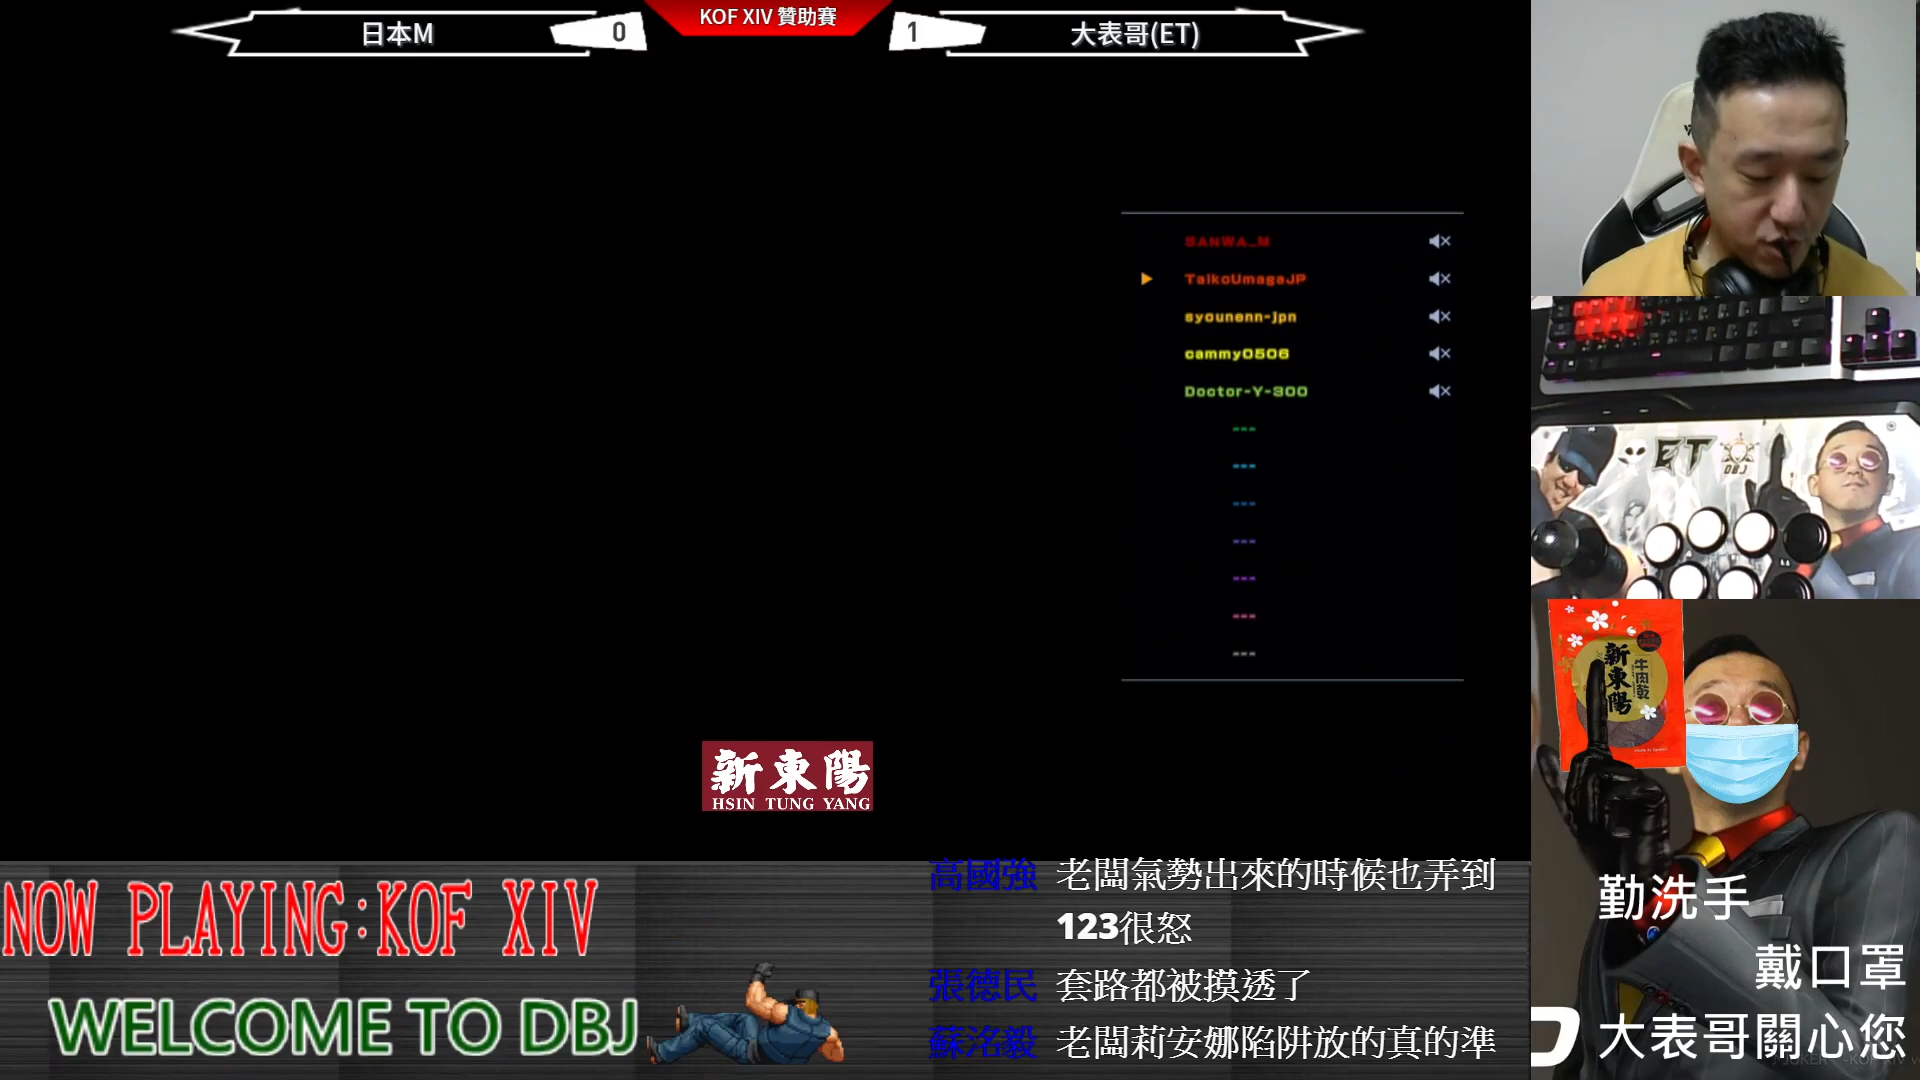 日本M
0
KOF XIV 贊助賽
1
大表哥(ET)
SANWA_M
TaikoUmagaJP
syounenn-jpn
cammy0506
Doctor-Y-300
---
---
---
---
---
---
---
ET
DBJ
新東陽
牛肉乾
新東陽
HSIN TUNG YANG
NOW PLAYING:KOF XIV
WELCOME TO DBJ
高國強 老闆氣勢出來的時候也弄到
123很怒
張德民 套路都被摸透了
蘇洺毅 老闆莉安娜陷阱放的真的準
勤洗手
戴口罩
大表哥關心您